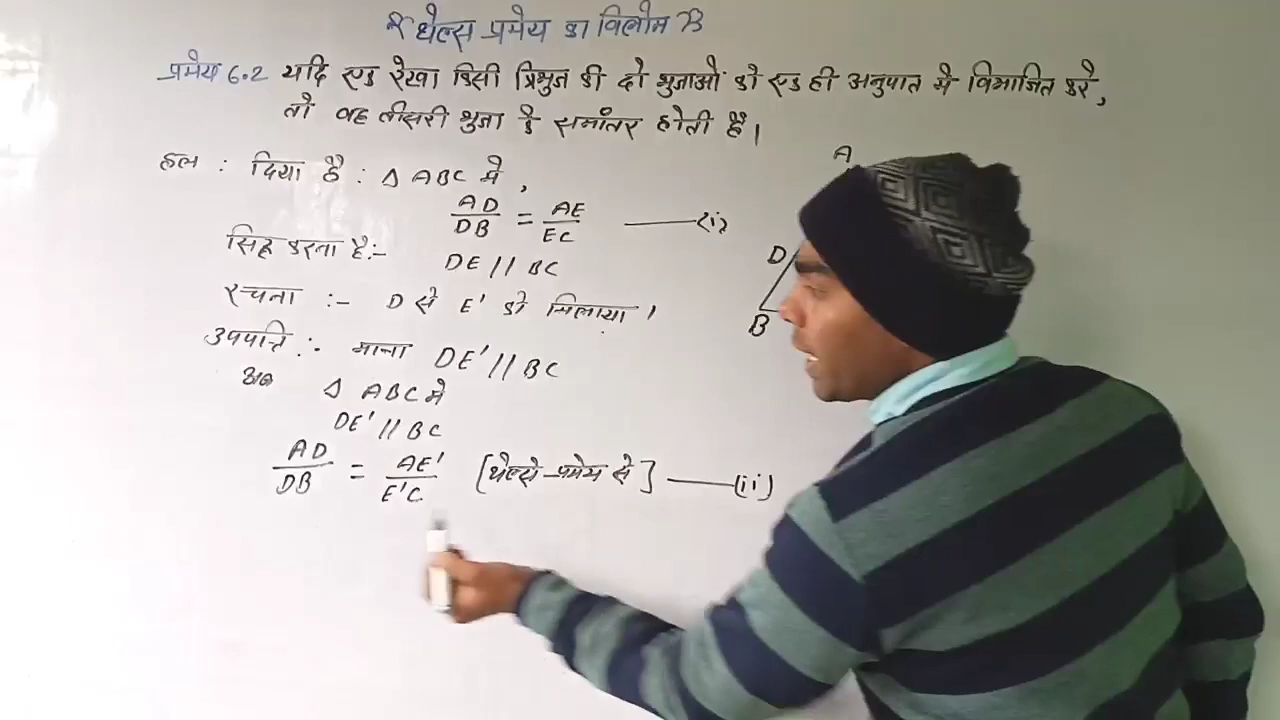 थेल्स प्रमेय का विलोम
प्रमेय 6.2 यदि एक रेखा किसी त्रिभुज की दो भुजाओं को एक ही अनुपात मे विभाजित करे,
तो वह तीसरी भुजा के समांतर होती है।
हल : दिया है : △ ABC मे,
AD/DB = AE/EC ——(i)
सिद्ध करना है:- DE // BC
रचना :- D से E' को मिलाया।
उपपत्ति :- माना DE' // BC
अब △ ABC मे
DE' // BC
AD/DB = AE'/E'C [थेल्स प्रमेय से] ——(ii)
A
D
B